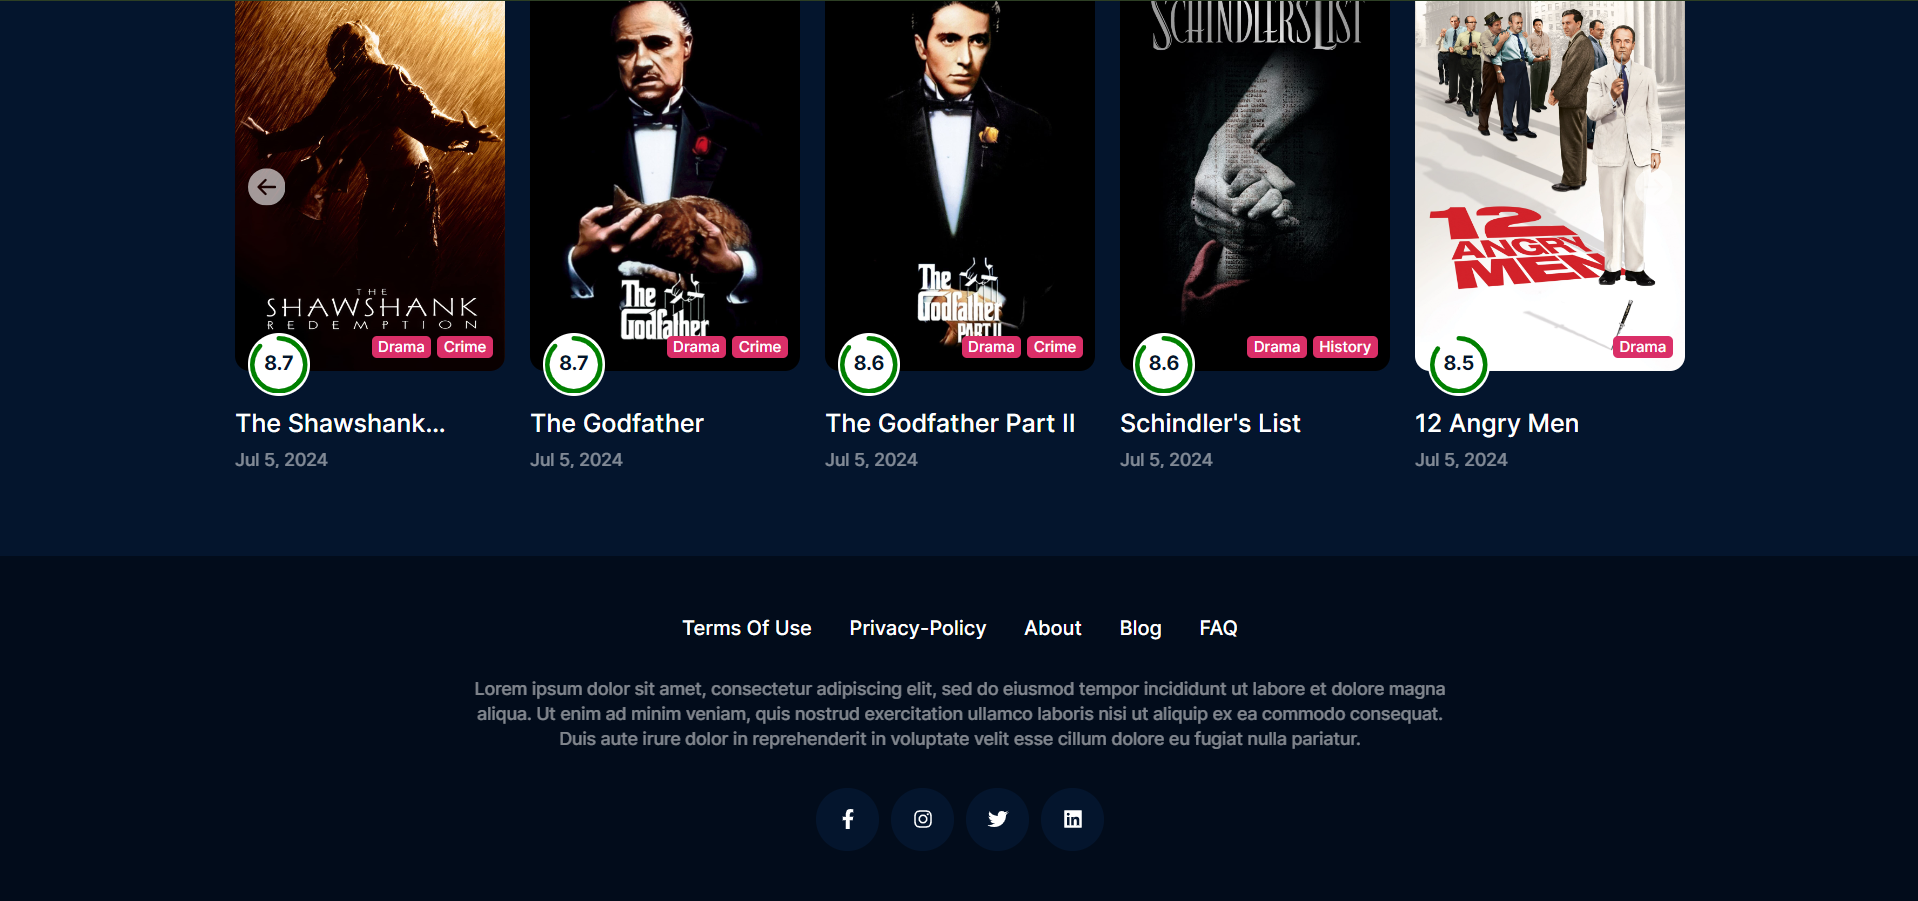 SCHINDLER'S LIST
12
ANGRY
MEN
THE
SHAWSHANK
REDEMPTION
The
Godfather
The
Godfather
PART II
Drama Crime
Drama Crime
Drama Crime
Drama History
Drama
8.7
8.7
8.6
8.6
8.5
The Shawshank...
The Godfather
The Godfather Part II
Schindler's List
12 Angry Men
Jul 5, 2024
Jul 5, 2024
Jul 5, 2024
Jul 5, 2024
Jul 5, 2024
Terms Of Use
Privacy-Policy
About
Blog
FAQ
Lorem ipsum dolor sit amet, consectetur adipiscing elit, sed do eiusmod tempor incididunt ut labore et dolore magna
aliqua. Ut enim ad minim veniam, quis nostrud exercitation ullamco laboris nisi ut aliquip ex ea commodo consequat.
Duis aute irure dolor in reprehenderit in voluptate velit esse cillum dolore eu fugiat nulla pariatur.